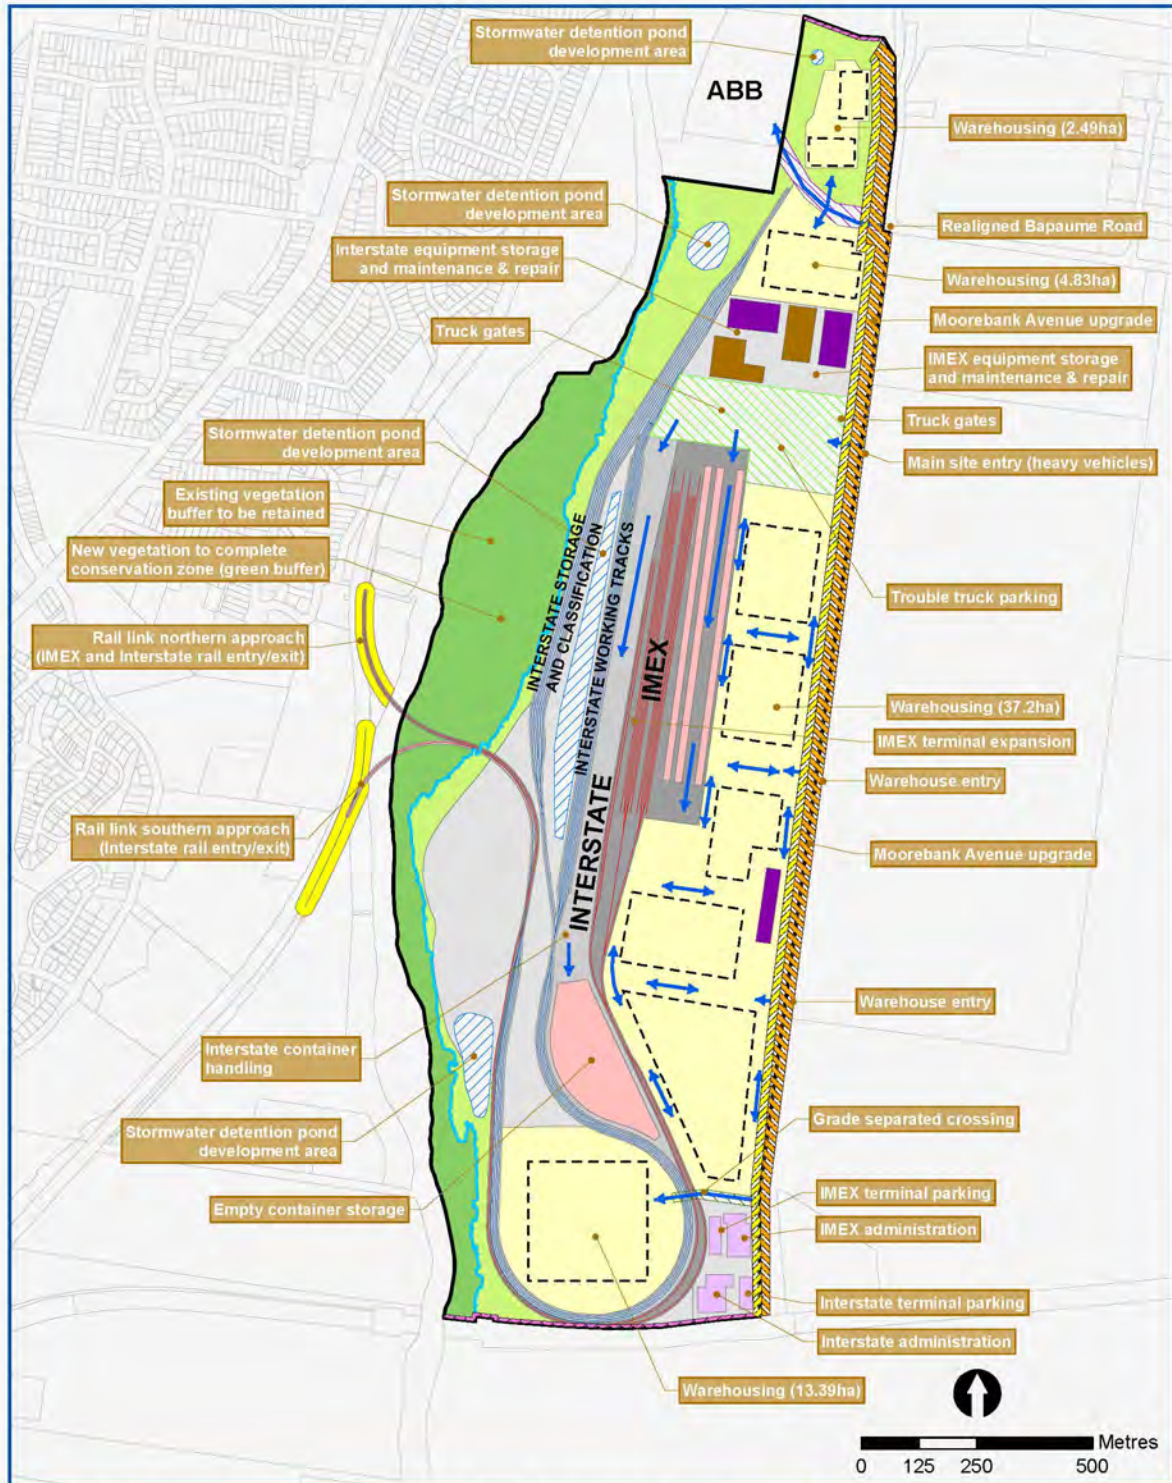 Stormwater detention pond
development area
ABB
Warehousing (2.49ha)
Stormwater detention pond
development area
Realigned Bapaume Road
Interstate equipment storage
and maintenance & repair
Warehousing (4.83ha)
Truck gates
Moorebank Avenue upgrade
IMEX equipment storage
and maintenance & repair
Truck gates
Stormwater detention pond
development area
Main site entry (heavy vehicles)
Existing vegetation
buffer to be retained
New vegetation to complete
conservation zone (green buffer)
INTERSTATE STORAGE
AND CLASSIFICATION
INTERSTATE WORKING TRACKS
Trouble truck parking
Rail link northern approach
(IMEX and Interstate rail entry/exit)
IMEX
Warehousing (37.2ha)
IMEX terminal expansion
Warehouse entry
INTERSTATE
Rail link southern approach
(Interstate rail entry/exit)
Moorebank Avenue upgrade
Warehouse entry
Interstate container
handling
Grade separated crossing
Stormwater detention pond
development area
IMEX terminal parking
Empty container storage
IMEX administration
Interstate terminal parking
Interstate administration
Warehousing (13.39ha)
Metres
0 125 250 500